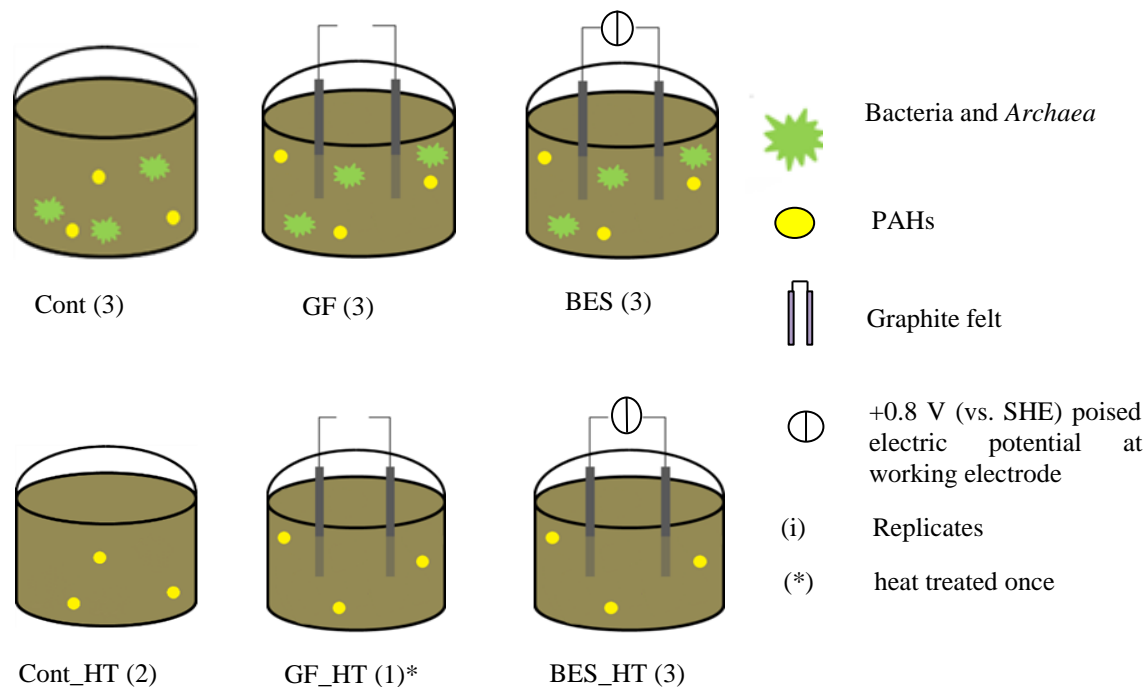 Bacteria and Archaea
PAHs
Cont (3)
GF (3)
BES (3)
Graphite felt
+0.8 V (vs. SHE) poised
electric potential at
working electrode
(i) Replicates
(*) heat treated once
Cont_HT (2)
GF_HT (1)*
BES_HT (3)